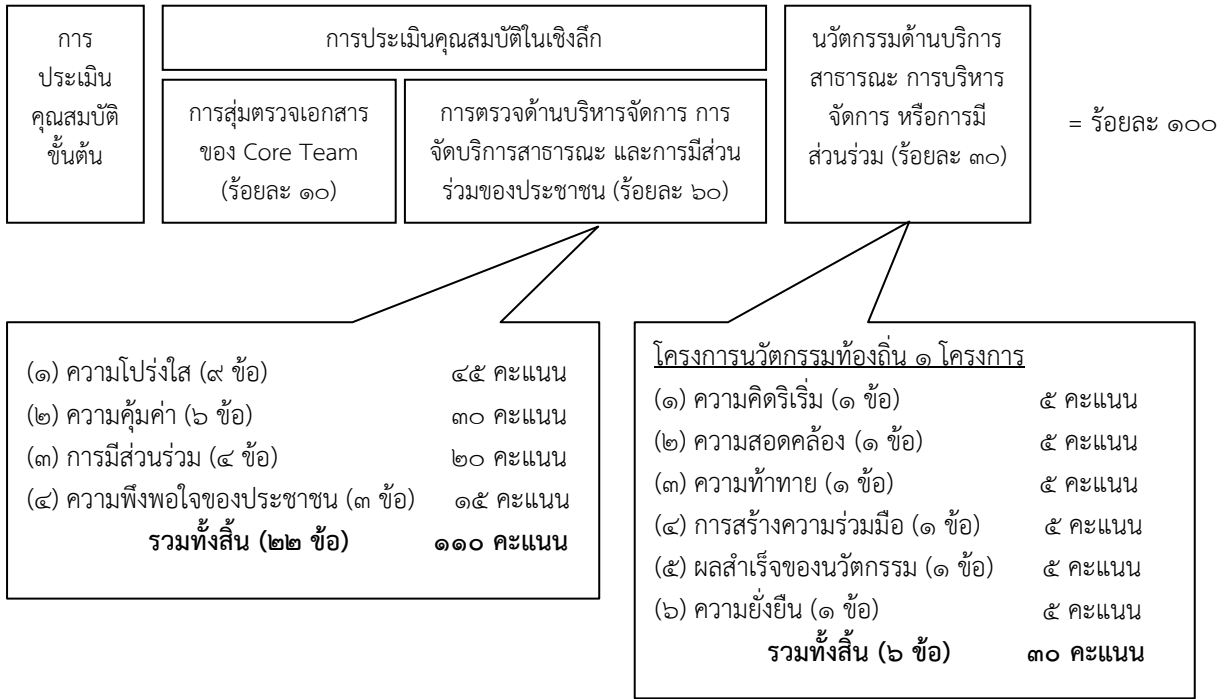 การ
ประเมิน
คุณสมบัติ
ขั้นต้น
การประเมินคุณสมบัติในเชิงลึก
การสุ่มตรวจเอกสาร
ของ Core Team
(ร้อยละ ๑๐)
การตรวจด้านบริหารจัดการ การ
จัดบริการสาธารณะ และการมีส่วน
ร่วมของประชาชน (ร้อยละ ๖๐)
นวัตกรรมด้านบริการ
สาธารณะ การบริหาร
จัดการ หรือการมี
ส่วนร่วม (ร้อยละ ๓๐)
= ร้อยละ ๑๐๐
(๑) ความโปร่งใส (๙ ข้อ) ๔๕ คะแนน
(๒) ความคุ้มค่า (๖ ข้อ) ๓๐ คะแนน
(๓) การมีส่วนร่วม (๔ ข้อ) ๒๐ คะแนน
(๔) ความพึงพอใจของประชาชน (๓ ข้อ) ๑๕ คะแนน
รวมทั้งสิ้น (๒๒ ข้อ) ๑๑๐ คะแนน
โครงการนวัตกรรมท้องถิ่น ๑ โครงการ
(๑) ความคิดริเริ่ม (๑ ข้อ) ๕ คะแนน
(๒) ความสอดคล้อง (๑ ข้อ) ๕ คะแนน
(๓) ความท้าทาย (๑ ข้อ) ๕ คะแนน
(๔) การสร้างความร่วมมือ (๑ ข้อ) ๕ คะแนน
(๕) ผลสำเร็จของนวัตกรรม (๑ ข้อ) ๕ คะแนน
(๖) ความยั่งยืน (๑ ข้อ) ๕ คะแนน
รวมทั้งสิ้น (๖ ข้อ) ๓๐ คะแนน